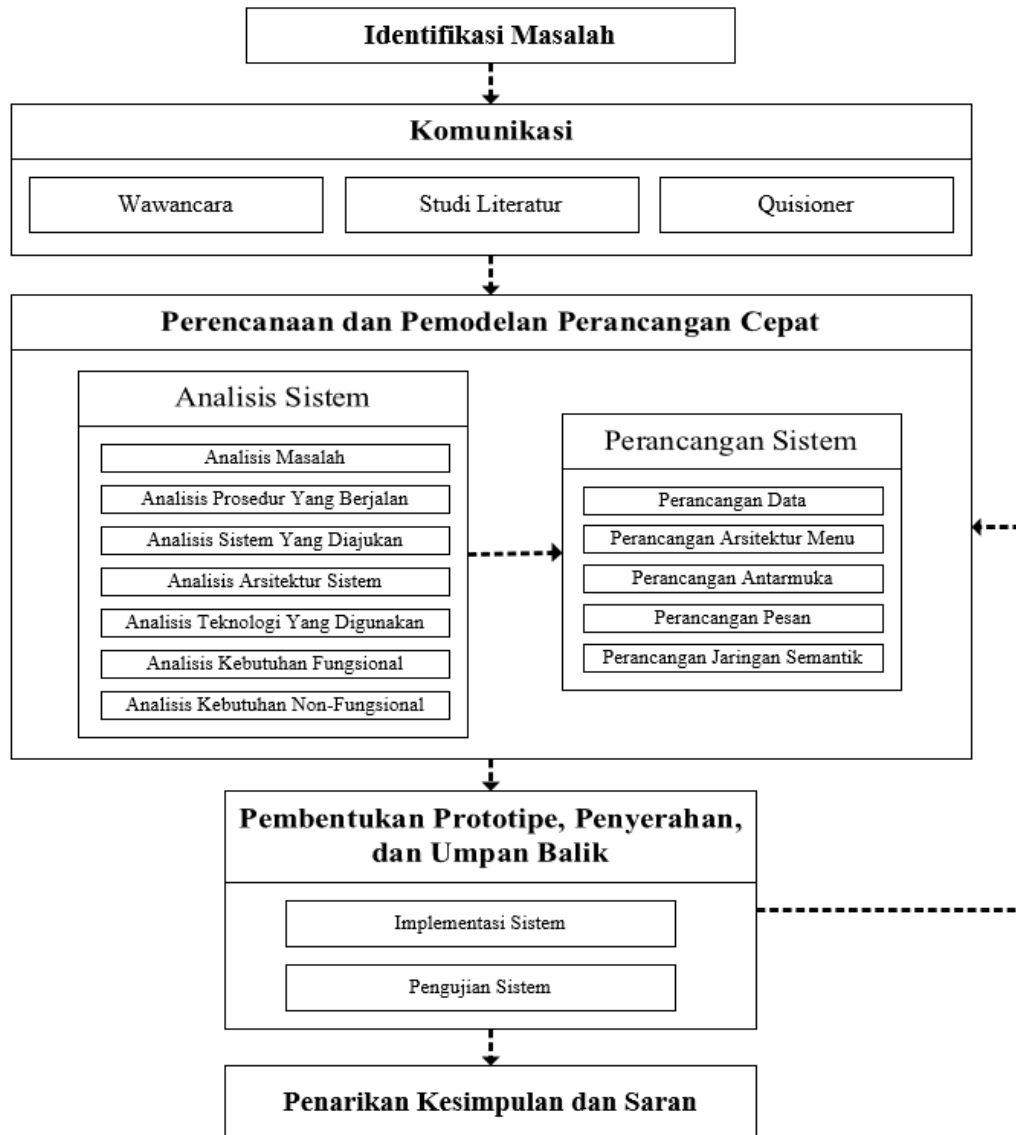 Identifikasi Masalah
Komunikasi
Wawancara
Studi Literatur
Quisioner
Perencanaan dan Pemodelan Perancangan Cepat
Analisis Sistem
Analisis Masalah
Analisis Prosedur Yang Berjalan
Analisis Sistem Yang Diajukan
Analisis Arsitektur Sistem
Analisis Teknologi Yang Digunakan
Analisis Kebutuhan Fungsional
Analisis Kebutuhan Non-Fungsional
Perancangan Sistem
Perancangan Data
Perancangan Arsitektur Menu
Perancangan Antarmuka
Perancangan Pesan
Perancangan Jaringan Semantik
Pembentukan Prototipe, Penyerahan,
dan Umpan Balik
Implementasi Sistem
Pengujian Sistem
Penarikan Kesimpulan dan Saran